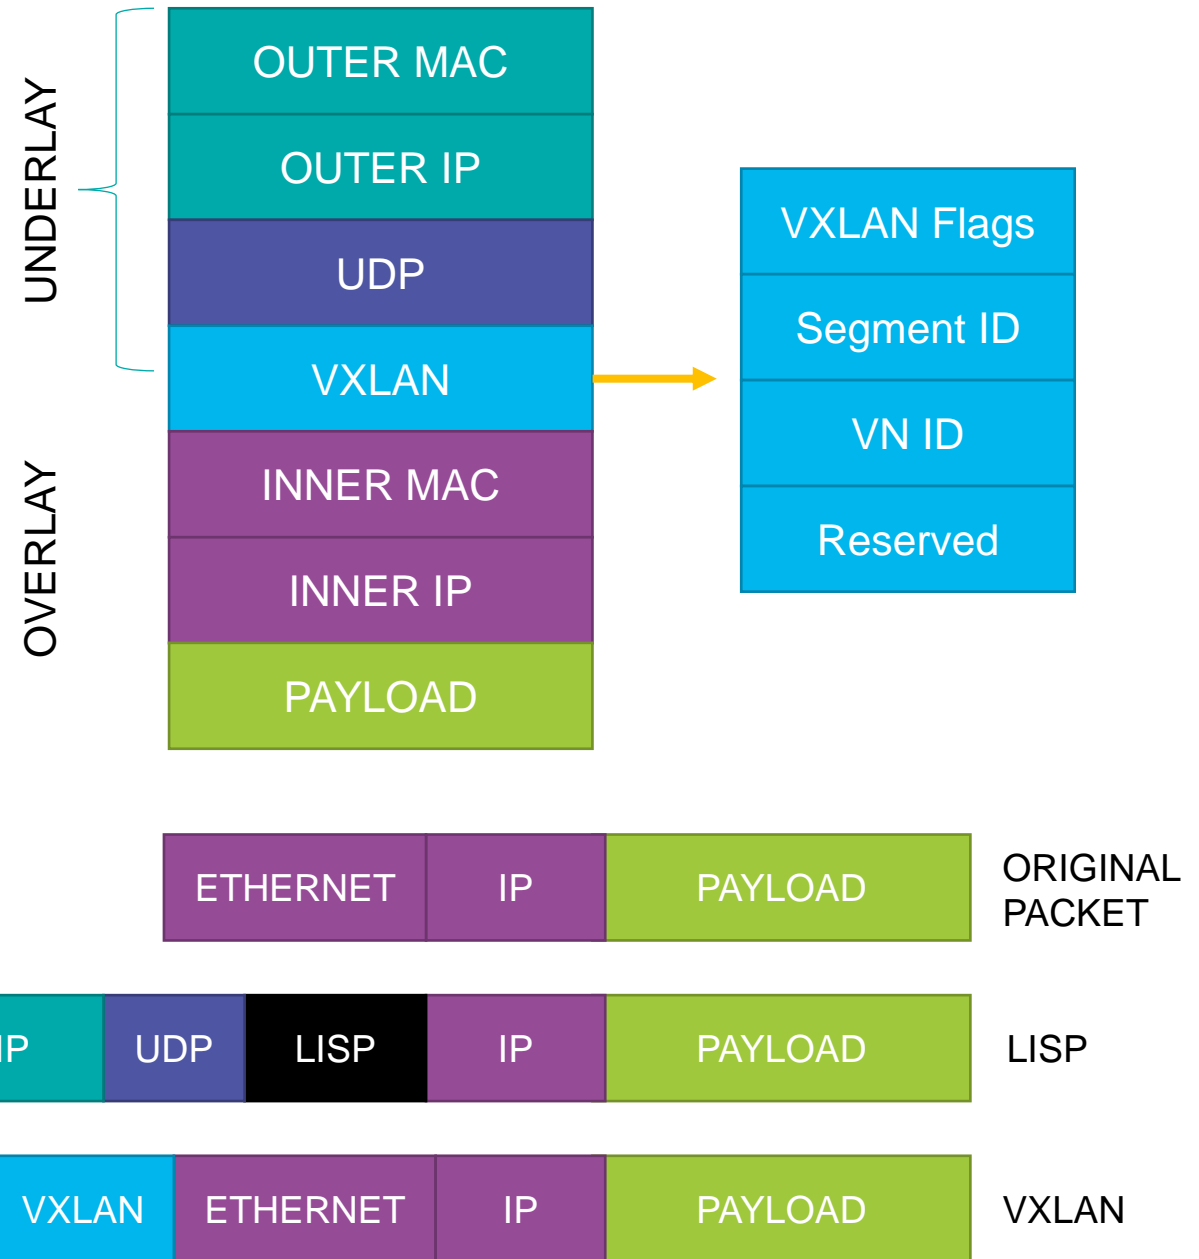 UNDERLAY
OUTER MAC
OUTER IP
UDP
VXLAN
VXLAN Flags
Segment ID
VN ID
Reserved
OVERLAY
INNER MAC
INNER IP
PAYLOAD
ETHERNET IP PAYLOAD ORIGINAL
PACKET
IP UDP LISP IP PAYLOAD LISP
VXLAN ETHERNET IP PAYLOAD VXLAN